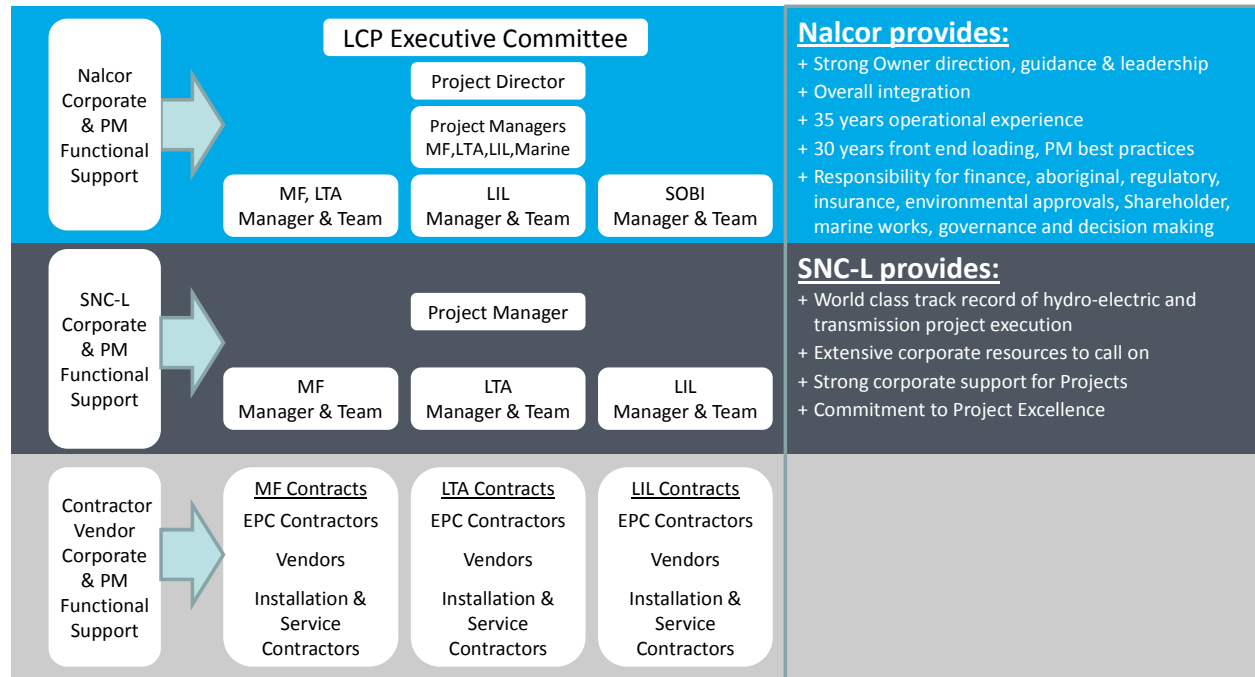 Nalcor
Corporate
& PM
Functional
Support
LCP Executive Committee
Project Director
Project Managers
MF,LTA,LIL,Marine
MF, LTA
Manager & Team
LIL
Manager & Team
SOBI
Manager & Team
Nalcor provides:
+ Strong Owner direction, guidance & leadership
+ Overall integration
+ 35 years operational experience
+ 30 years front end loading, PM best practices
+ Responsibility for finance, aboriginal, regulatory,
insurance, environmental approvals, Shareholder,
marine works, governance and decision making
SNC-L
Corporate
& PM
Functional
Support
Project Manager
MF
Manager & Team
LTA
Manager & Team
LIL
Manager & Team
SNC-L provides:
+ World class track record of hydro-electric and
transmission project execution
+ Extensive corporate resources to call on
+ Strong corporate support for Projects
+ Commitment to Project Excellence
Contractor
Vendor
Corporate
& PM
Functional
Support
MF Contracts
EPC Contractors
Vendors
Installation &
Service
Contractors
LTA Contracts
EPC Contractors
Vendors
Installation &
Service
Contractors
LIL Contracts
EPC Contractors
Vendors
Installation &
Service
Contractors